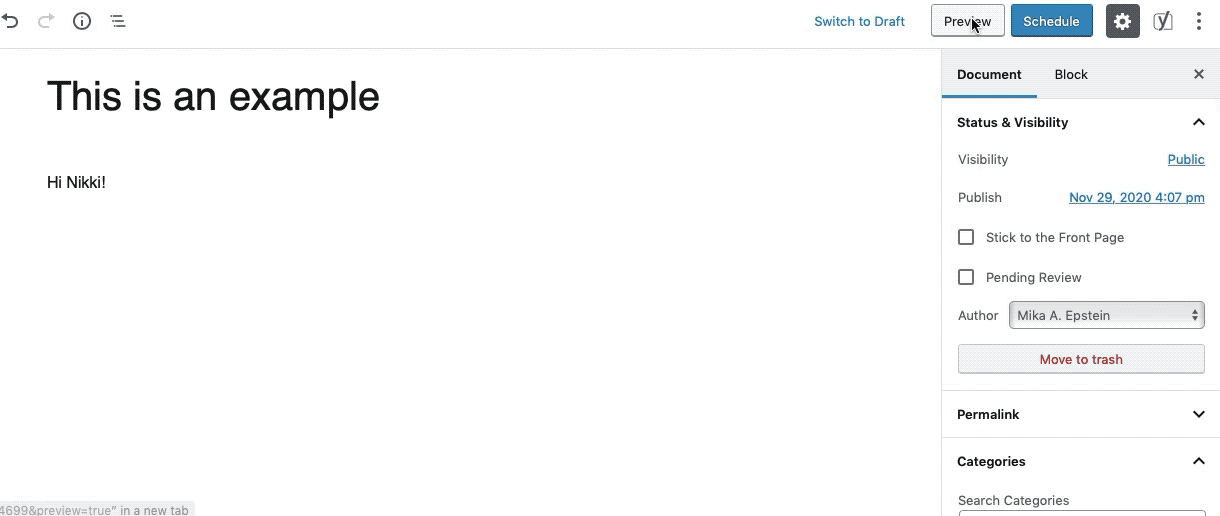 Switch to Draft Preview Schedule
Document Block
This is an example
Status & Visibility
Visibility Public
Hi Nikki!
Publish Nov 29, 2020 4:07 pm
Stick to the Front Page
Pending Review
Author Mika A. Epstein
Move to trash
Permalink
Categories
Search Categories
4699&preview=true" in a new tab